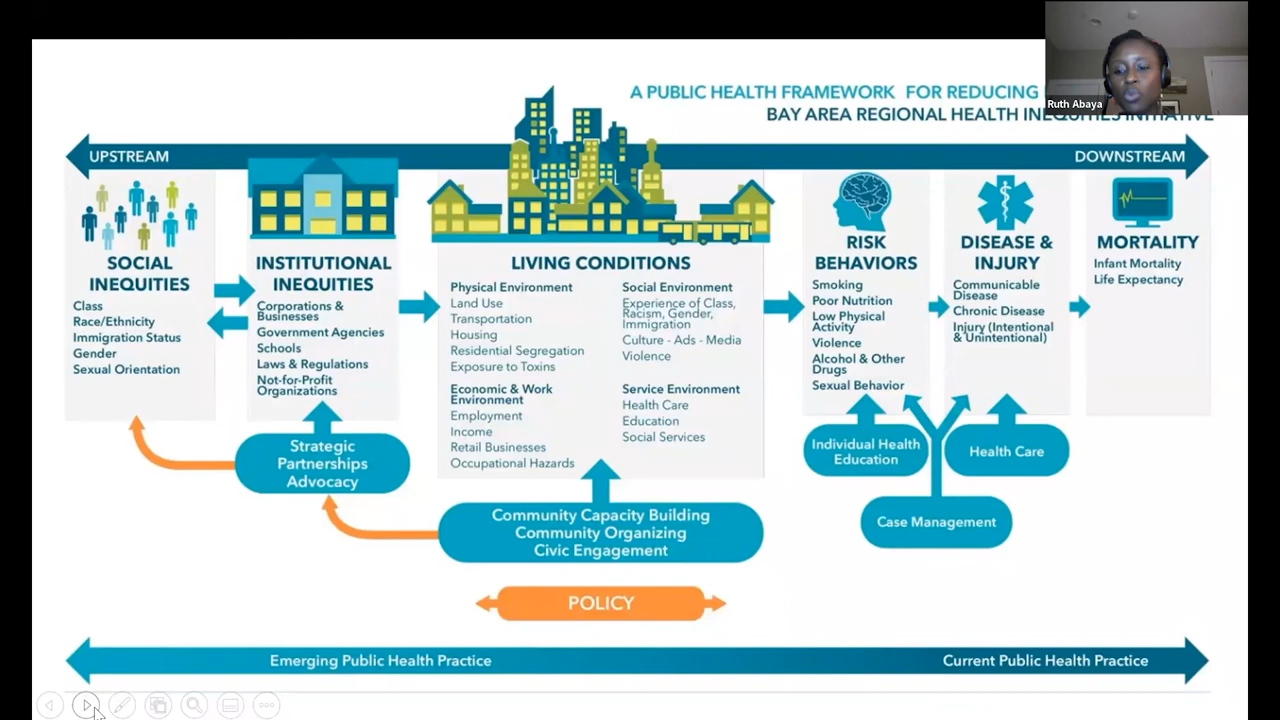 Ruth Abaya
A PUBLIC HEALTH FRAMEWORK FOR REDUCING
BAY AREA REGIONAL HEALTH INEQUITIES INITIATIVE
UPSTREAM
DOWNSTREAM
SOCIAL
INEQUITIES
Class
Race/Ethnicity
Immigration Status
Gender
Sexual Orientation
INSTITUTIONAL
INEQUITIES
Corporations &
Businesses
Government Agencies
Schools
Laws & Regulations
Not-for-Profit
Organizations
Strategic
Partnerships
Advocacy
LIVING CONDITIONS
Physical Environment
Land Use
Transportation
Housing
Residential Segregation
Exposure to Toxins
Economic & Work
Environment
Employment
Income
Retail Businesses
Occupational Hazards
Social Environment
Experience of Class,
Racism, Gender,
Immigration
Culture - Ads - Media
Violence
Service Environment
Health Care
Education
Social Services
Community Capacity Building
Community Organizing
Civic Engagement
RISK
BEHAVIORS
Smoking
Poor Nutrition
Low Physical
Activity
Violence
Alcohol & Other
Drugs
Sexual Behavior
Individual Health
Education
DISEASE &
INJURY
Communicable
Disease
Chronic Disease
Injury (Intentional
& Unintentional)
Health Care
Case Management
MORTALITY
Infant Mortality
Life Expectancy
POLICY
Emerging Public Health Practice
Current Public Health Practice